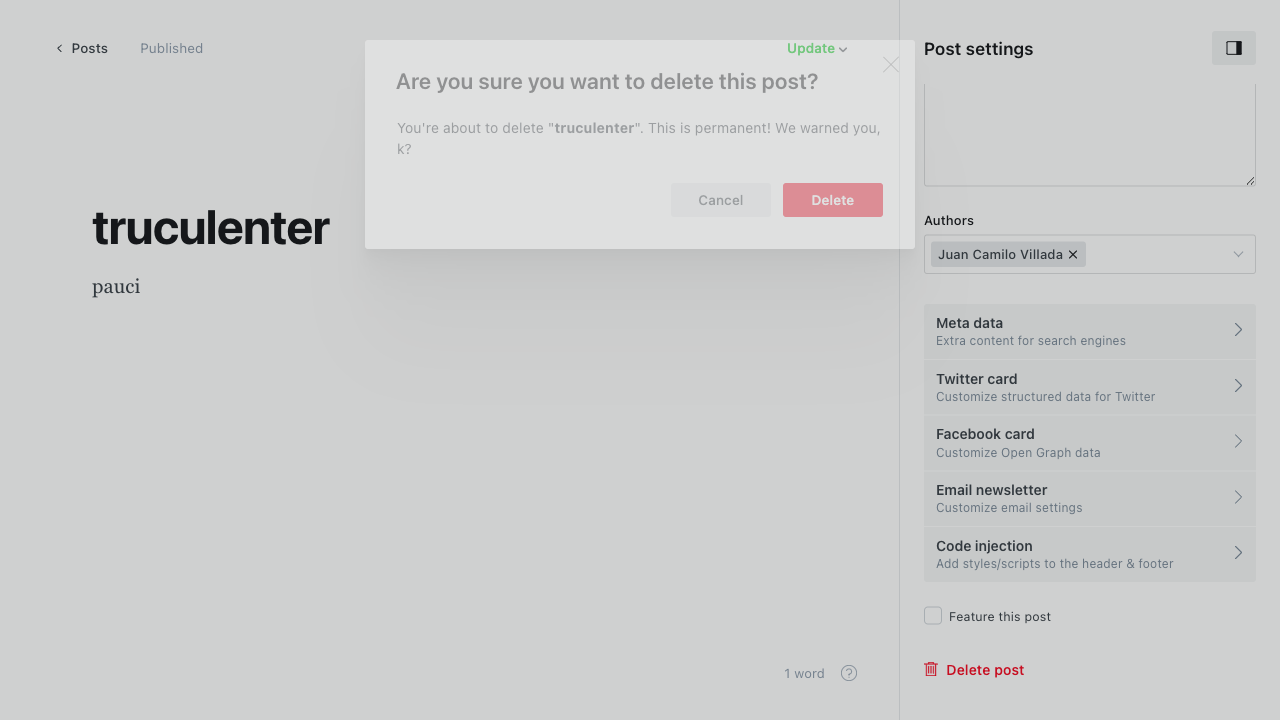 Posts
Published
Update
Post settings
Are you sure you want to delete this post?
You're about to delete "truculenter". This is permanent! We warned you,
k?
Cancel
Delete
truculenter
pauci
Authors
Juan Camilo Villada
Meta data
Extra content for search engines
Twitter card
Customize structured data for Twitter
Facebook card
Customize Open Graph data
Email newsletter
Customize email settings
Code injection
Add styles/scripts to the header & footer
Feature this post
1 word
Delete post